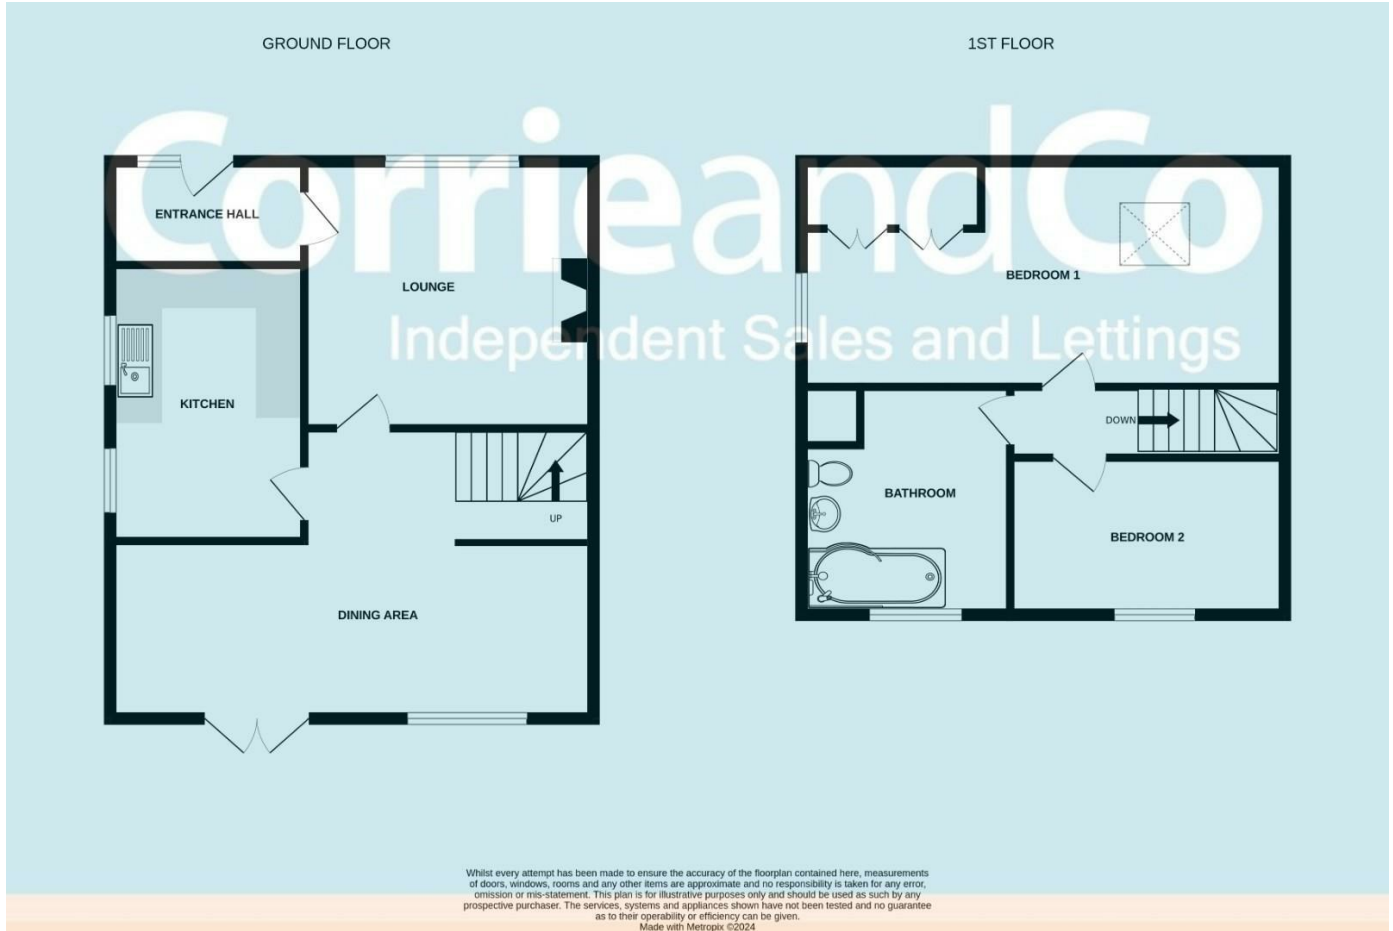 GROUND FLOOR
1ST FLOOR
CorrieandCo
Independent Sales and Lettings
ENTRANCE HALL
LOUNGE
KITCHEN
UP
DINING AREA
BEDROOM 1
DOWN
BATHROOM
BEDROOM 2
Whilst every attempt has been made to ensure the accuracy of the floorplan contained here, measurements
of doors, windows, rooms and any other items are approximate and no responsibility is taken for any error,
omission or mis-statement. This plan is for illustrative purposes only and should be used as such by any
prospective purchaser. The services, systems and appliances shown have not been tested and no guarantee
as to their operability or efficiency can be given.
Made with Metropix ©2024